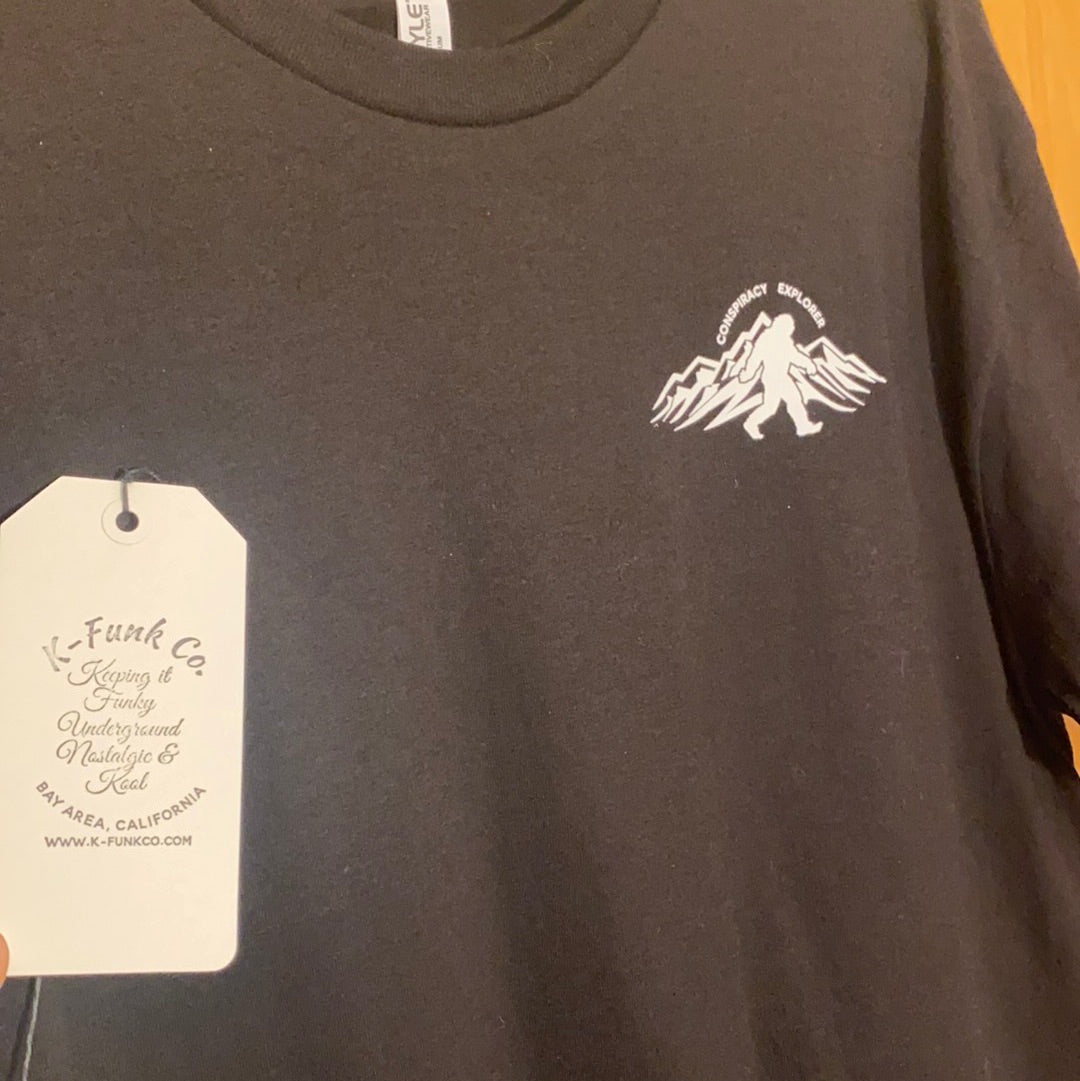 CONSPIRACY EXPLORER
K-Funk Co.
Keeping it
Funky
Underground
Nostalgic &
Kool
BAY AREA, CALIFORNIA
WWW.K-FUNKCO.COM